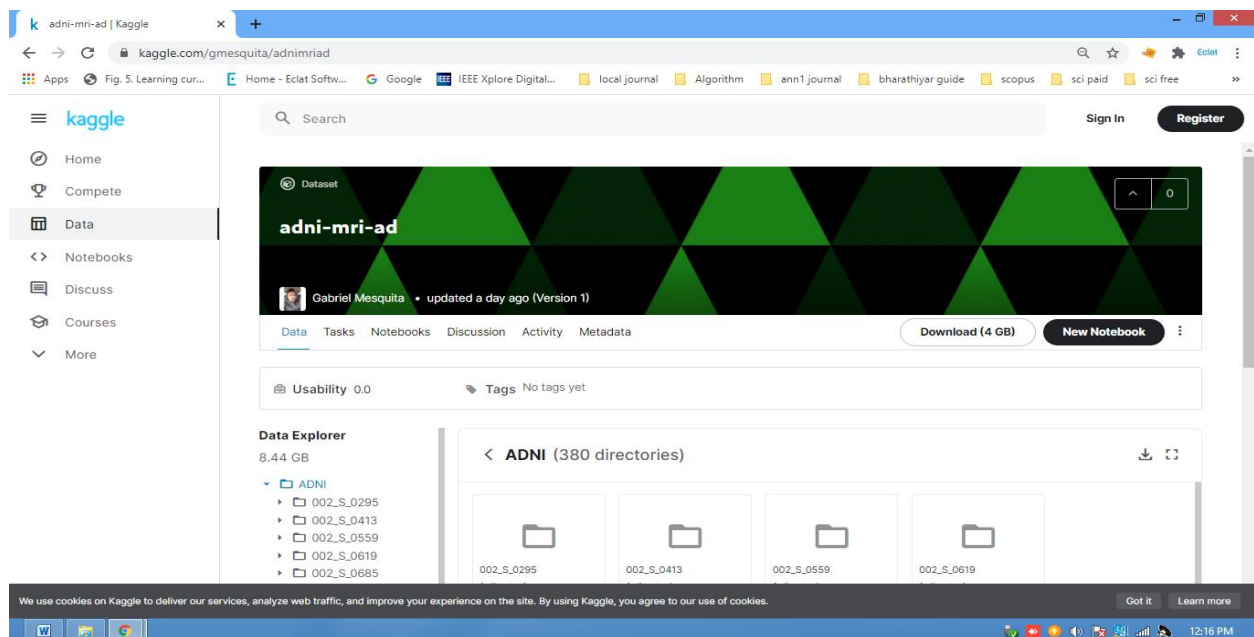 k adni-mri-ad | Kaggle × +
kaggle.com/gmesquita/adnimriad Eclat
Apps Fig. 5. Learning cur... Home - Eclat Softw... Google IEEE IEEE Xplore Digital... local journal Algorithm ann1 journal bharathiyar guide scopus sci paid sci free »
kaggle Search Sign In Register
Home
Compete
Data
Notebooks
Discuss
Courses
More
Dataset
0
adni-mri-ad
Gabriel Mesquita • updated a day ago (Version 1)
Data Tasks Notebooks Discussion Activity Metadata Download (4 GB) New Notebook
Usability 0.0 Tags No tags yet
Data Explorer
8.44 GB
< ADNI (380 directories)
ADNI
002_S_0295
002_S_0413
002_S_0559
002_S_0619
002_S_0685
002_S_0295 002_S_0413 002_S_0559 002_S_0619
We use cookies on Kaggle to deliver our services, analyze web traffic, and improve your experience on the site. By using Kaggle, you agree to our use of cookies. Got it Learn more
W 12:16 PM